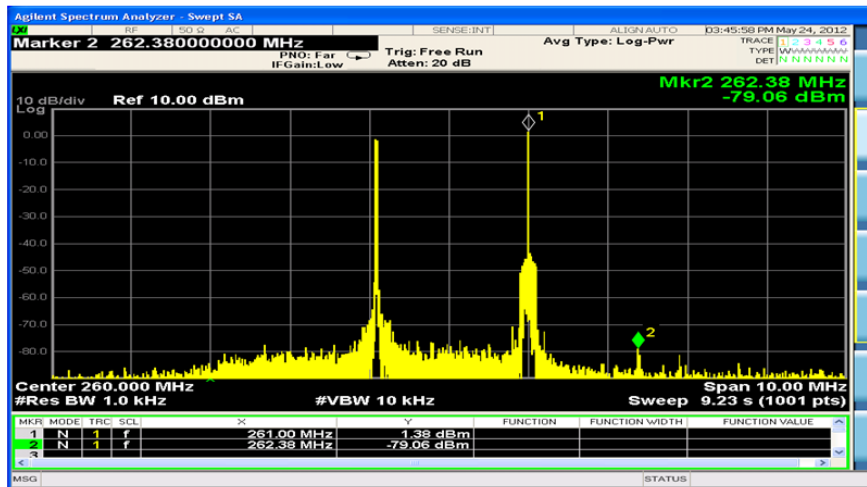 Agilent Spectrum Analyzer - Swept SA
LXI RF 50 Ω AC SENSE:INT ALIGN AUTO 03:45:58 PM May 24, 2012
Marker 2 262.380000000 MHz
PNO: Far
IFGain:Low
Trig: Free Run
Atten: 20 dB
Avg Type: Log-Pwr
TRACE 1 2 3 4 5 6
TYPE
DET N N N N N N
Mkr2 262.38 MHz
-79.06 dBm
10 dB/div Ref 10.00 dBm
Log
1
0.00
-10.0
-20.0
-30.0
-40.0
-50.0
-60.0
-70.0
2
-80.0
Center 260.000 MHz Span 10.00 MHz
#Res BW 1.0 kHz #VBW 10 kHz Sweep 9.23 s (1001 pts)
MKR MODE TRC SCL X Y FUNCTION FUNCTION WIDTH FUNCTION VALUE
1 N 1 f 261.00 MHz 1.38 dBm
2 N 1 f 262.38 MHz -79.06 dBm
3
MSG STATUS